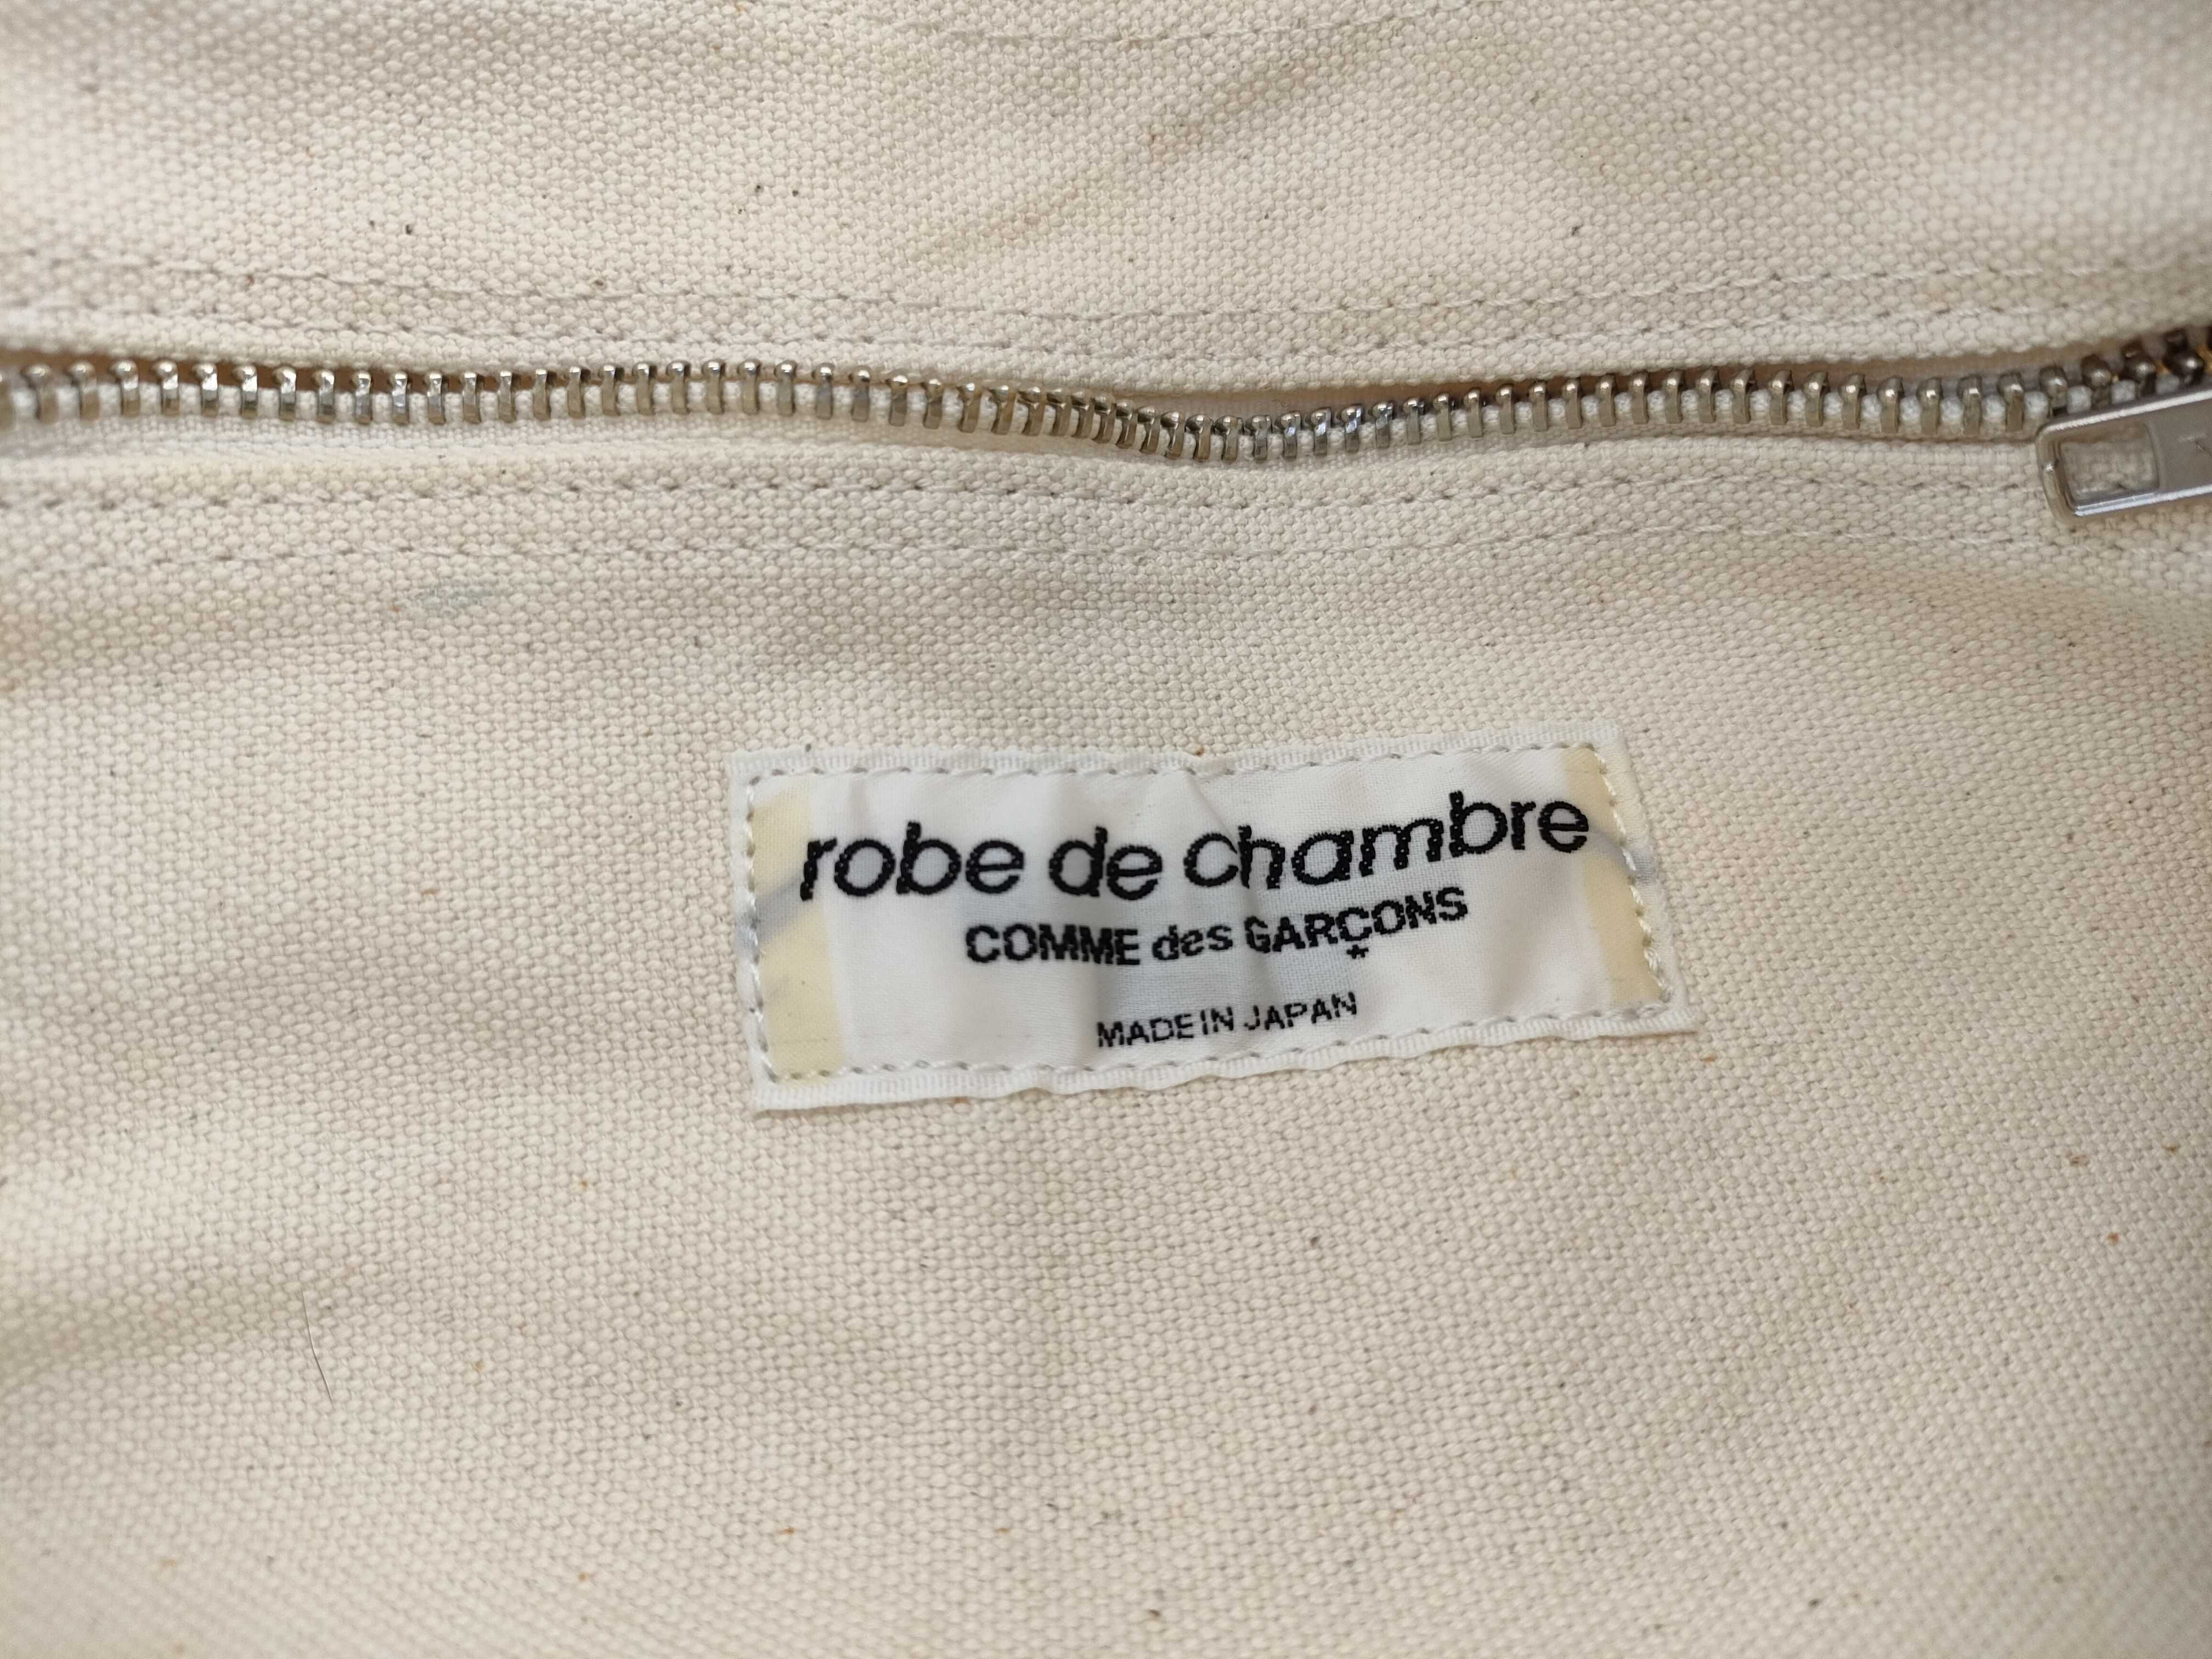 robe de chambre
COMME des GARÇONS
MADE IN JAPAN